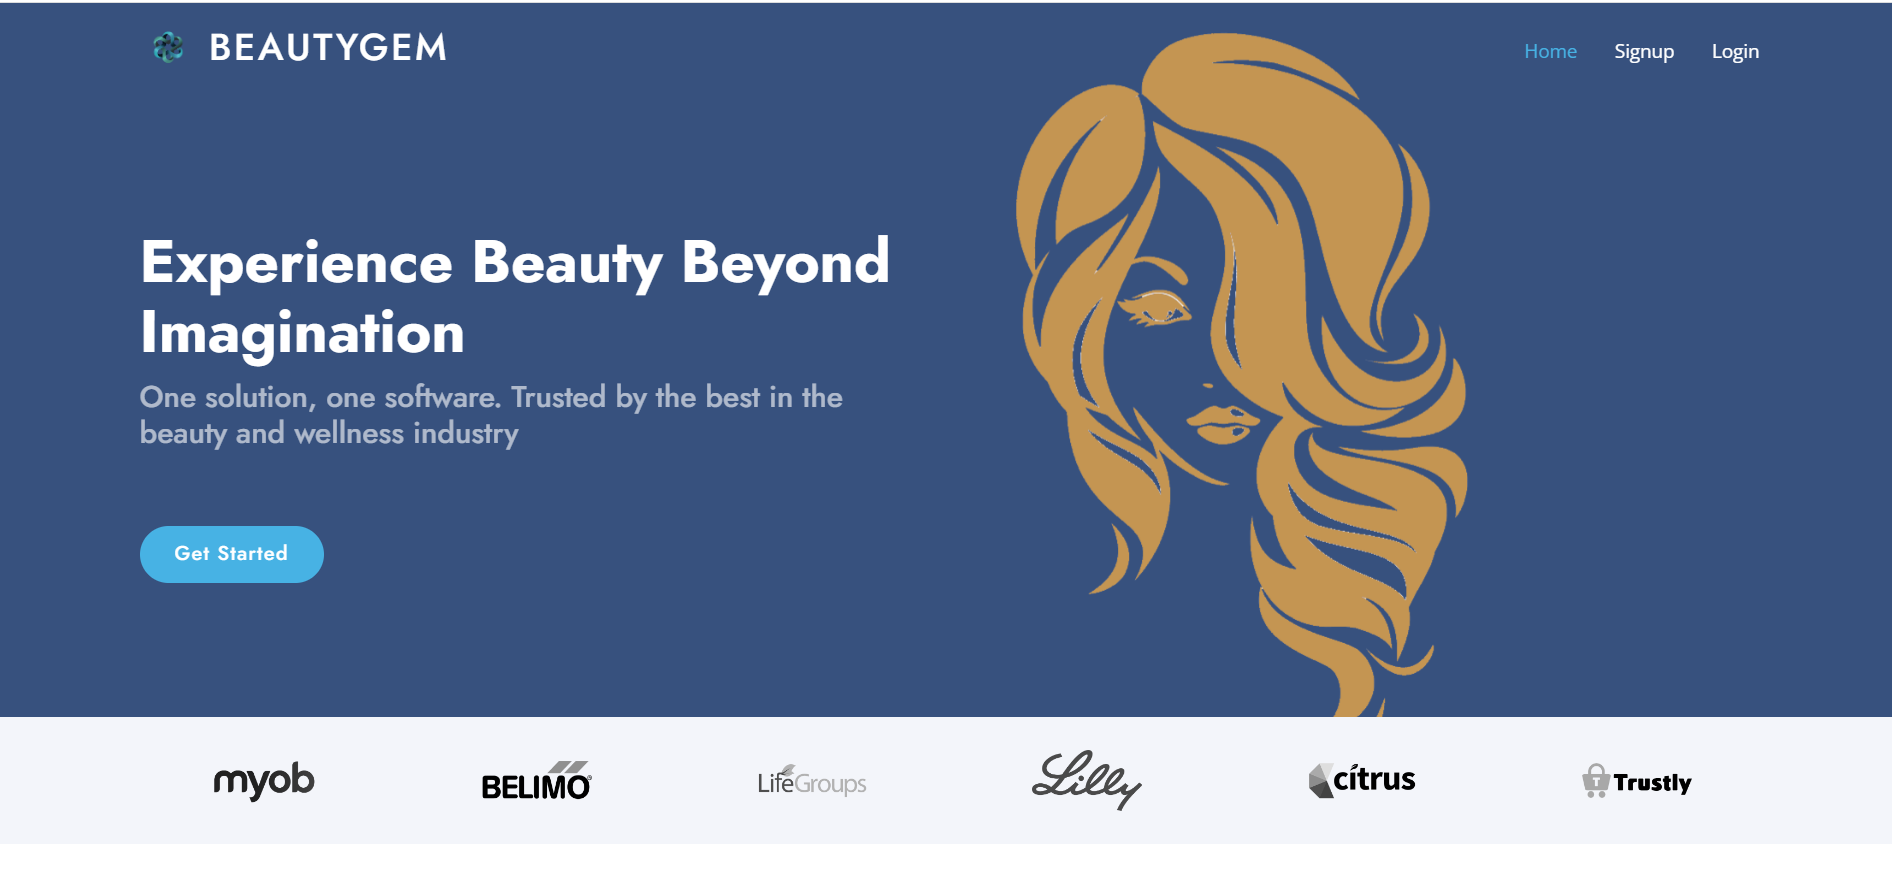 BEAUTYGEM
Home Signup Login
Experience Beauty Beyond
Imagination
One solution, one software. Trusted by the best in the
beauty and wellness industry
Get Started
myob
BELIMO®
LifeGroups
Lilly
cítrus
T Trustly